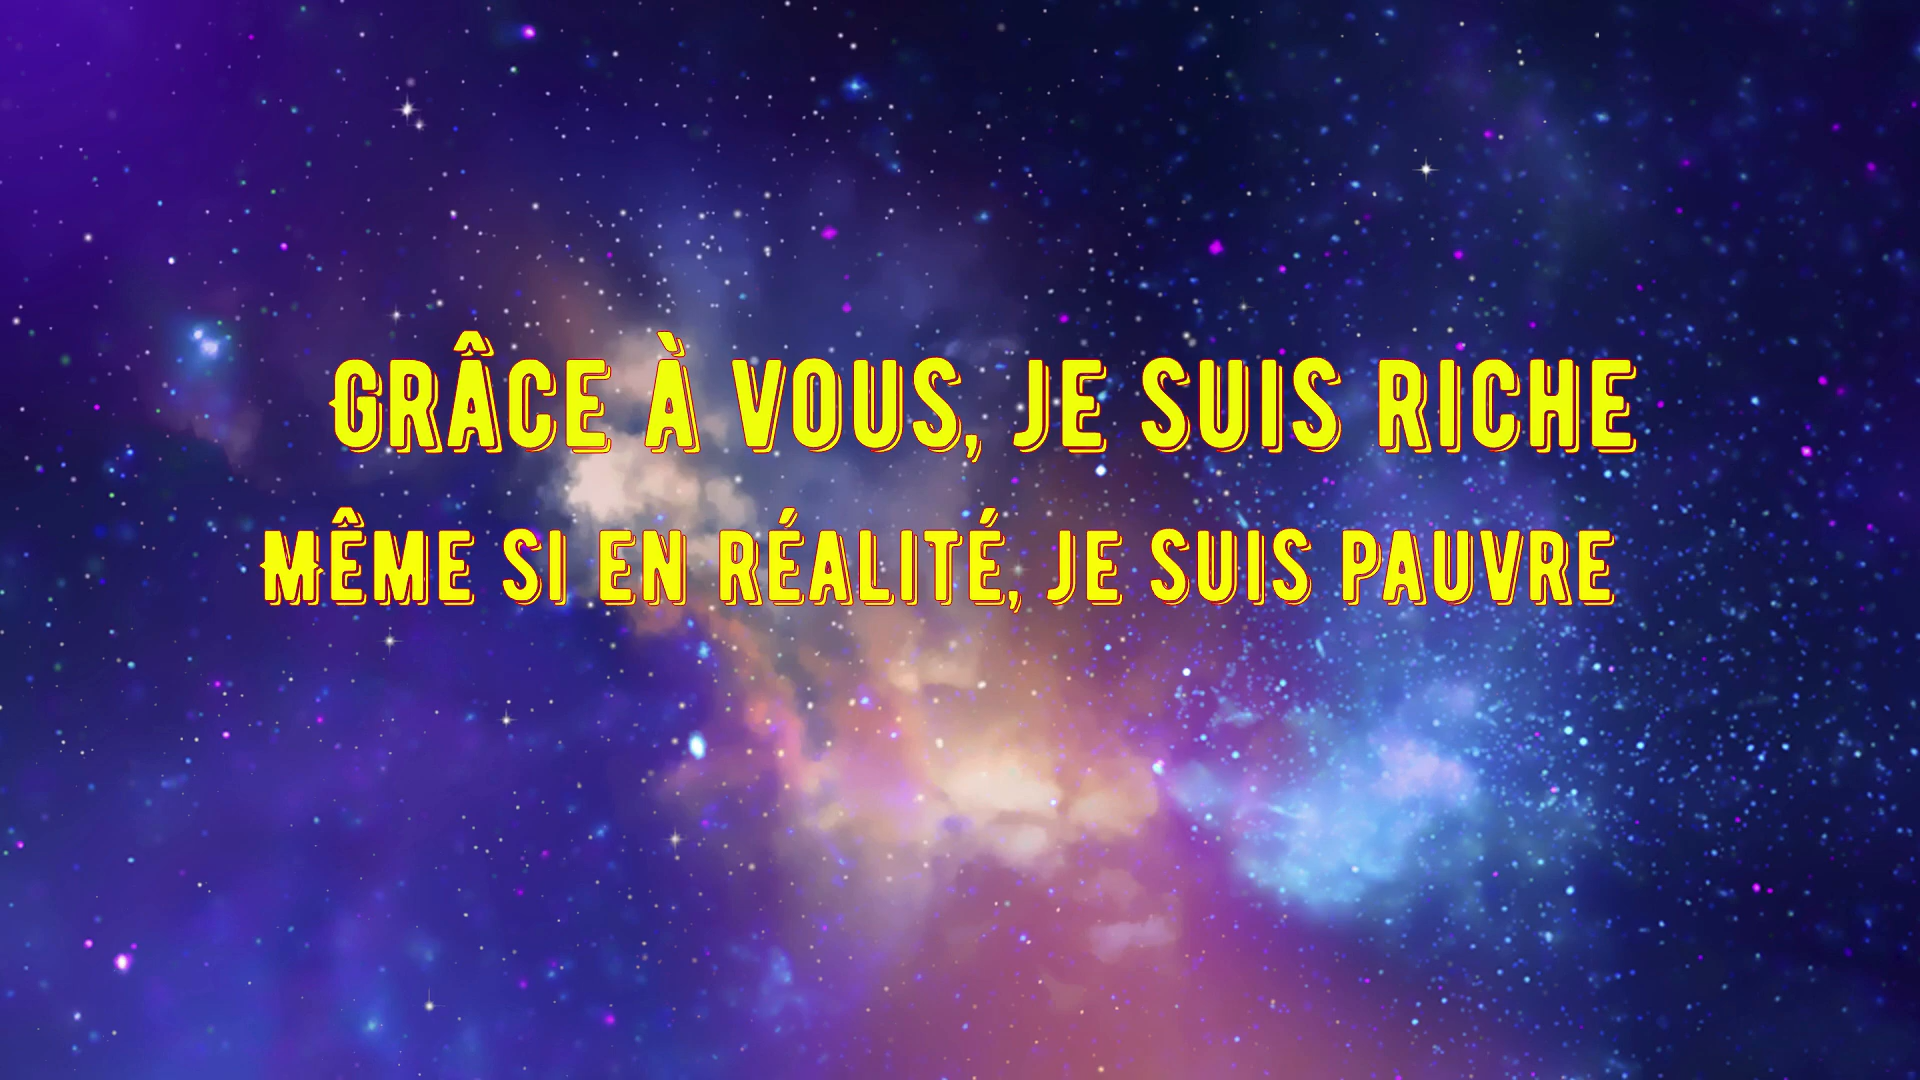 GRÂCE À VOUS, JE SUIS RICHE
MÊME SI EN RÉALITÉ, JE SUIS PAUVRE